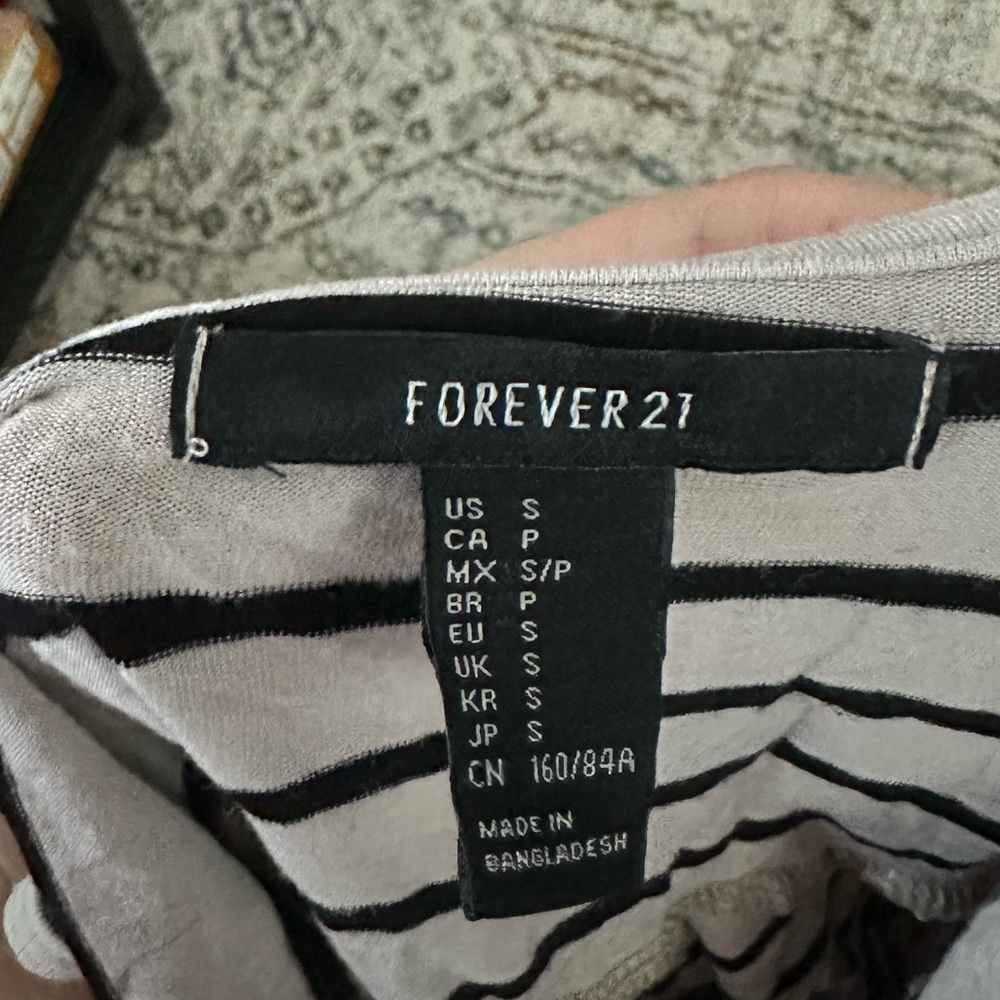 FOREVER 21
US S
CA P
MX S/P
BR P
EU S
UK S
KR S
JP S
CN 160/84A
MADE IN
BANGLADESH